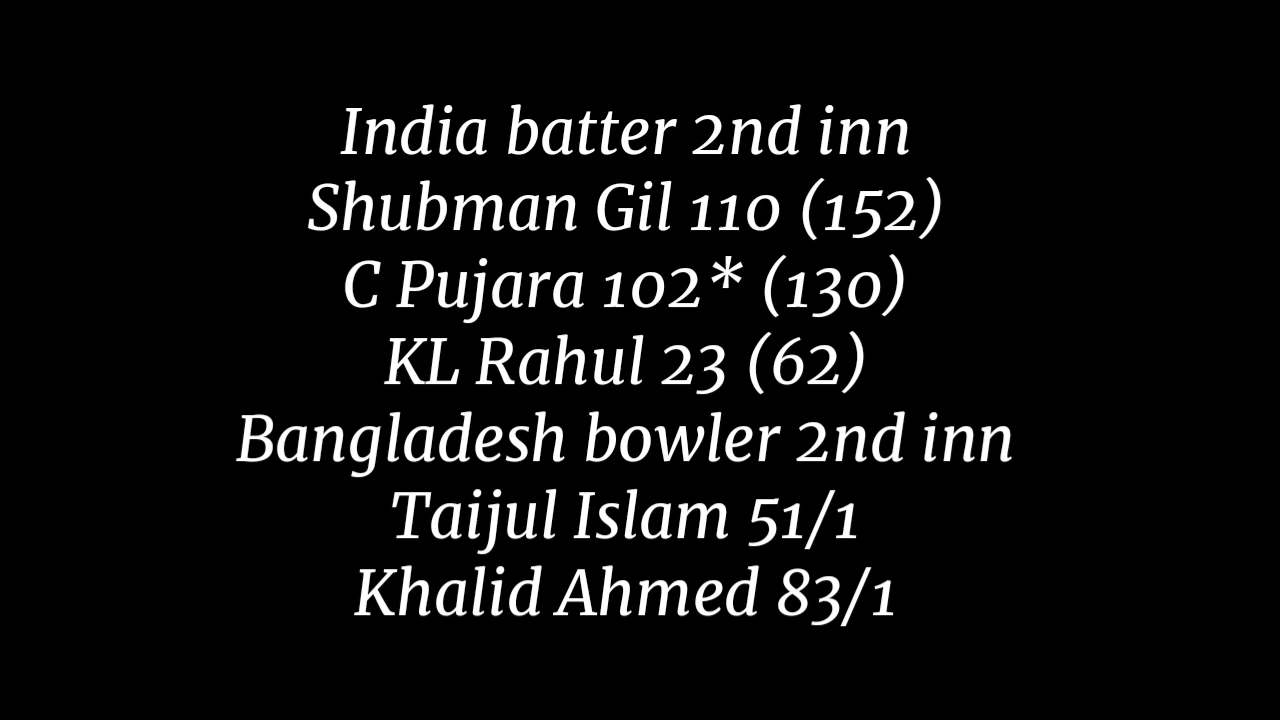 India batter 2nd inn
Shubman Gil 110 (152)
C Pujara 102* (130)
KL Rahul 23 (62)
Bangladesh bowler 2nd inn
Taijul Islam 51/1
Khalid Ahmed 83/1